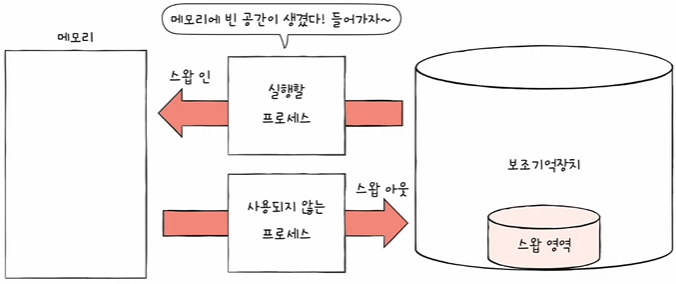 메모리에 빈 공간이 생겼다! 들어가자~
메모리
스왑 인
실행할
프로세스
보조기억장치
스왑 아웃
사용되지 않는
프로세스
스왑 영역